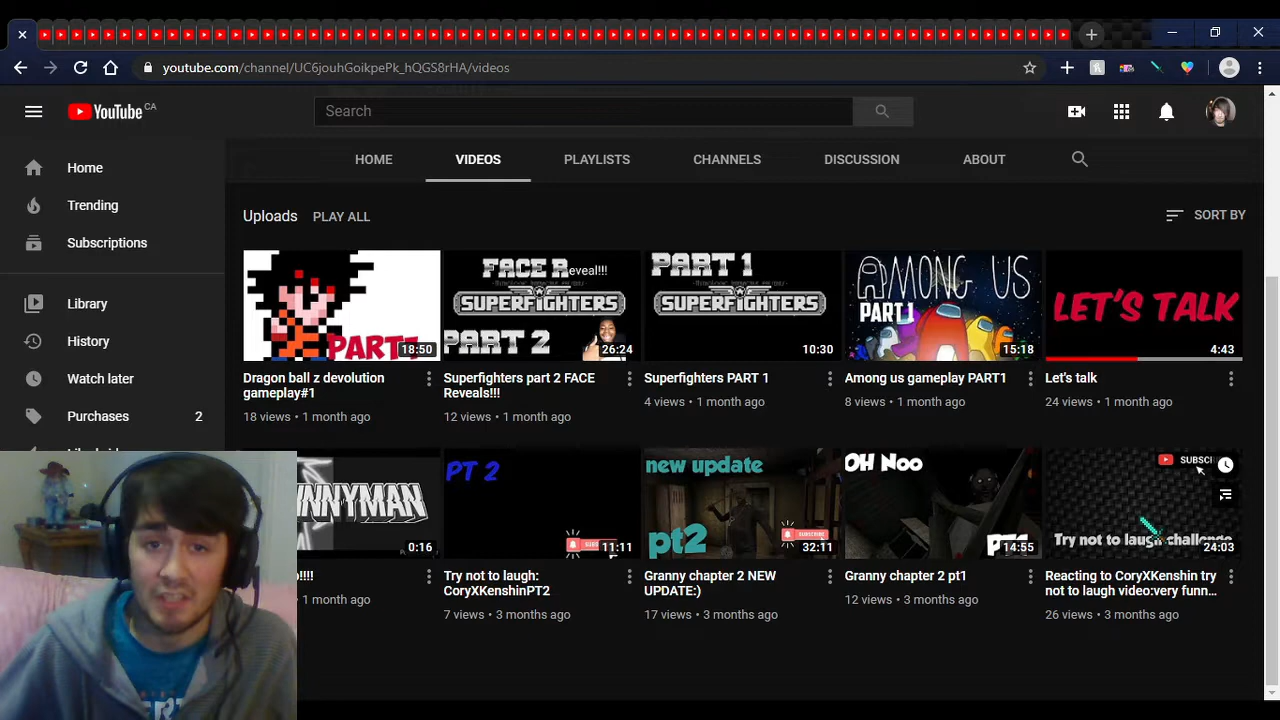 youtube.com/channel/UC6jouhGoikpePk_hQGS8rHA/videos
YouTube CA
Search
HOME
VIDEOS
PLAYLISTS
CHANNELS
DISCUSSION
ABOUT
Home
Trending
Subscriptions
Library
History
Watch later
Purchases 2
Uploads PLAY ALL
SORT BY
PART1
18:50
Dragon ball z devolution
gameplay#1
18 views • 1 month ago
FACE Reveal!!!
SUPERFIGHTERS
PART 2
26:24
Superfighters part 2 FACE
Reveals!!!
12 views • 1 month ago
PART 1
SUPERFIGHTERS
10:30
Superfighters PART 1
4 views • 1 month ago
AMONG US
PART1
15:18
Among us gameplay PART1
8 views • 1 month ago
LET'S TALK
4:43
Let's talk
24 views • 1 month ago
NNYMAN
0:16
!!!!
1 month ago
PT 2
11:11
Try not to laugh:
CoryXKenshinPT2
7 views • 3 months ago
new update
pt2
SUBSCRIBE
32:11
Granny chapter 2 NEW
UPDATE:)
17 views • 3 months ago
OH Noo
14:55
Granny chapter 2 pt1
12 views • 3 months ago
SUBSCRI
Try not to laugh challenge
24:03
Reacting to CoryXKenshin try
not to laugh video:very funn...
26 views • 3 months ago